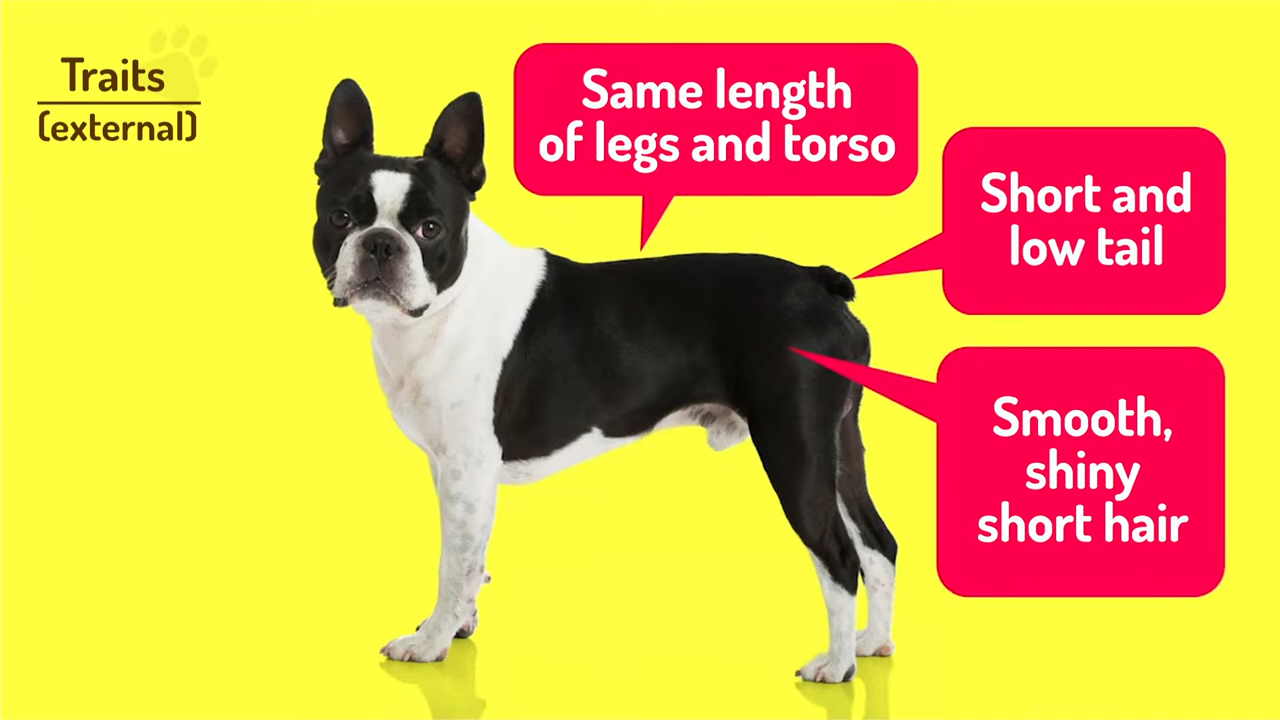 Traits
(external)
Same length
of legs and torso
Short and
low tail
Smooth,
shiny
short hair